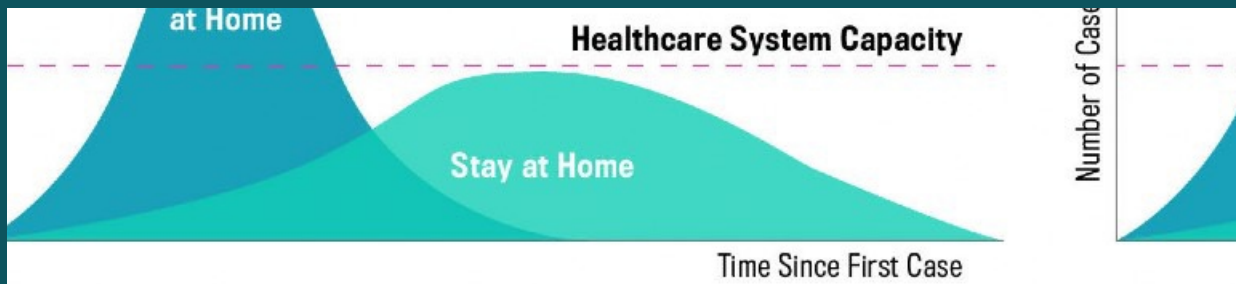 at Home
Healthcare System Capacity
Stay at Home
Time Since First Case
Number of Case